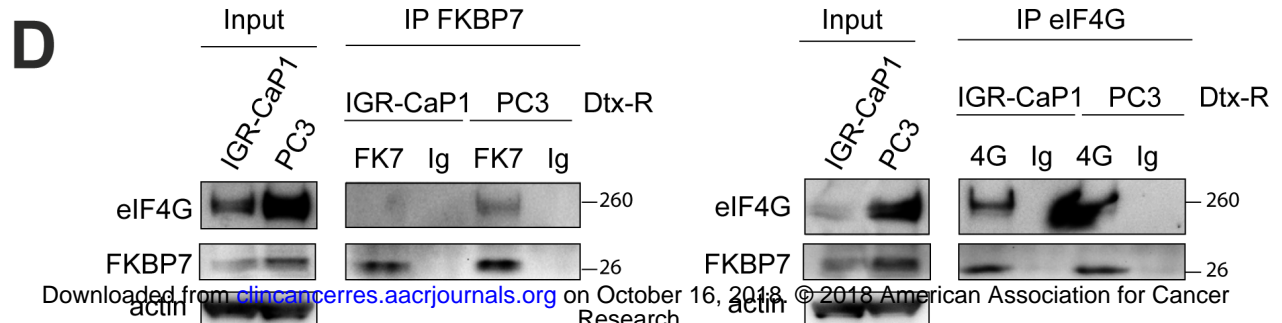 D
Input
IP FKBP7
IGR-CaP1
PC3
IGR-CaP1 PC3 Dtx-R
FK7 Ig FK7 Ig
eIF4G
260
FKBP7
26
actin
Input
IP eIF4G
IGR-CaP1
PC3
IGR-CaP1 PC3 Dtx-R
4G Ig 4G Ig
eIF4G
260
FKBP7
26
actin
Downloaded from clincancerres.aacrjournals.org on October 16, 2018. © 2018 American Association for Cancer
Research.